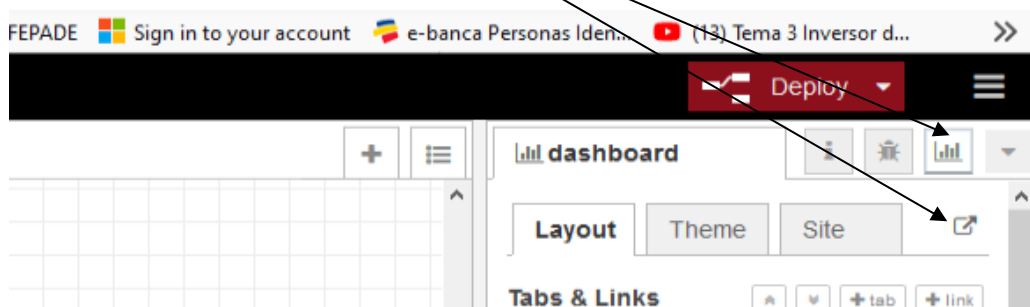 FEPADE Sign in to your account e-banca Personas Iden... (13) Tema 3 Inversor d...
Deploy
dashboard
Layout Theme Site
Tabs & Links + tab + link